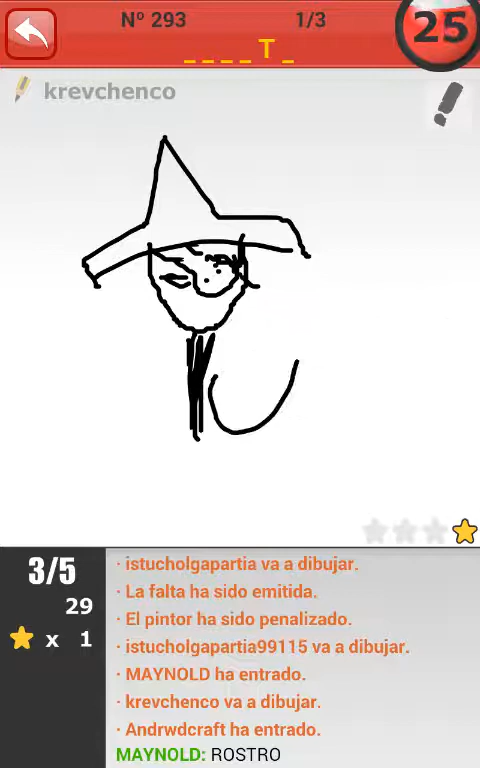 Nº 293 1/3 25
_ _ _ _ T _
krevchenco
3/5
29
x 1
· istucholgapartia va a dibujar.
· La falta ha sido emitida.
· El pintor ha sido penalizado.
· istucholgapartia99115 va a dibujar.
· MAYNOLD ha entrado.
· krevchenco va a dibujar.
· Andrwdcraft ha entrado.
MAYNOLD: ROSTRO